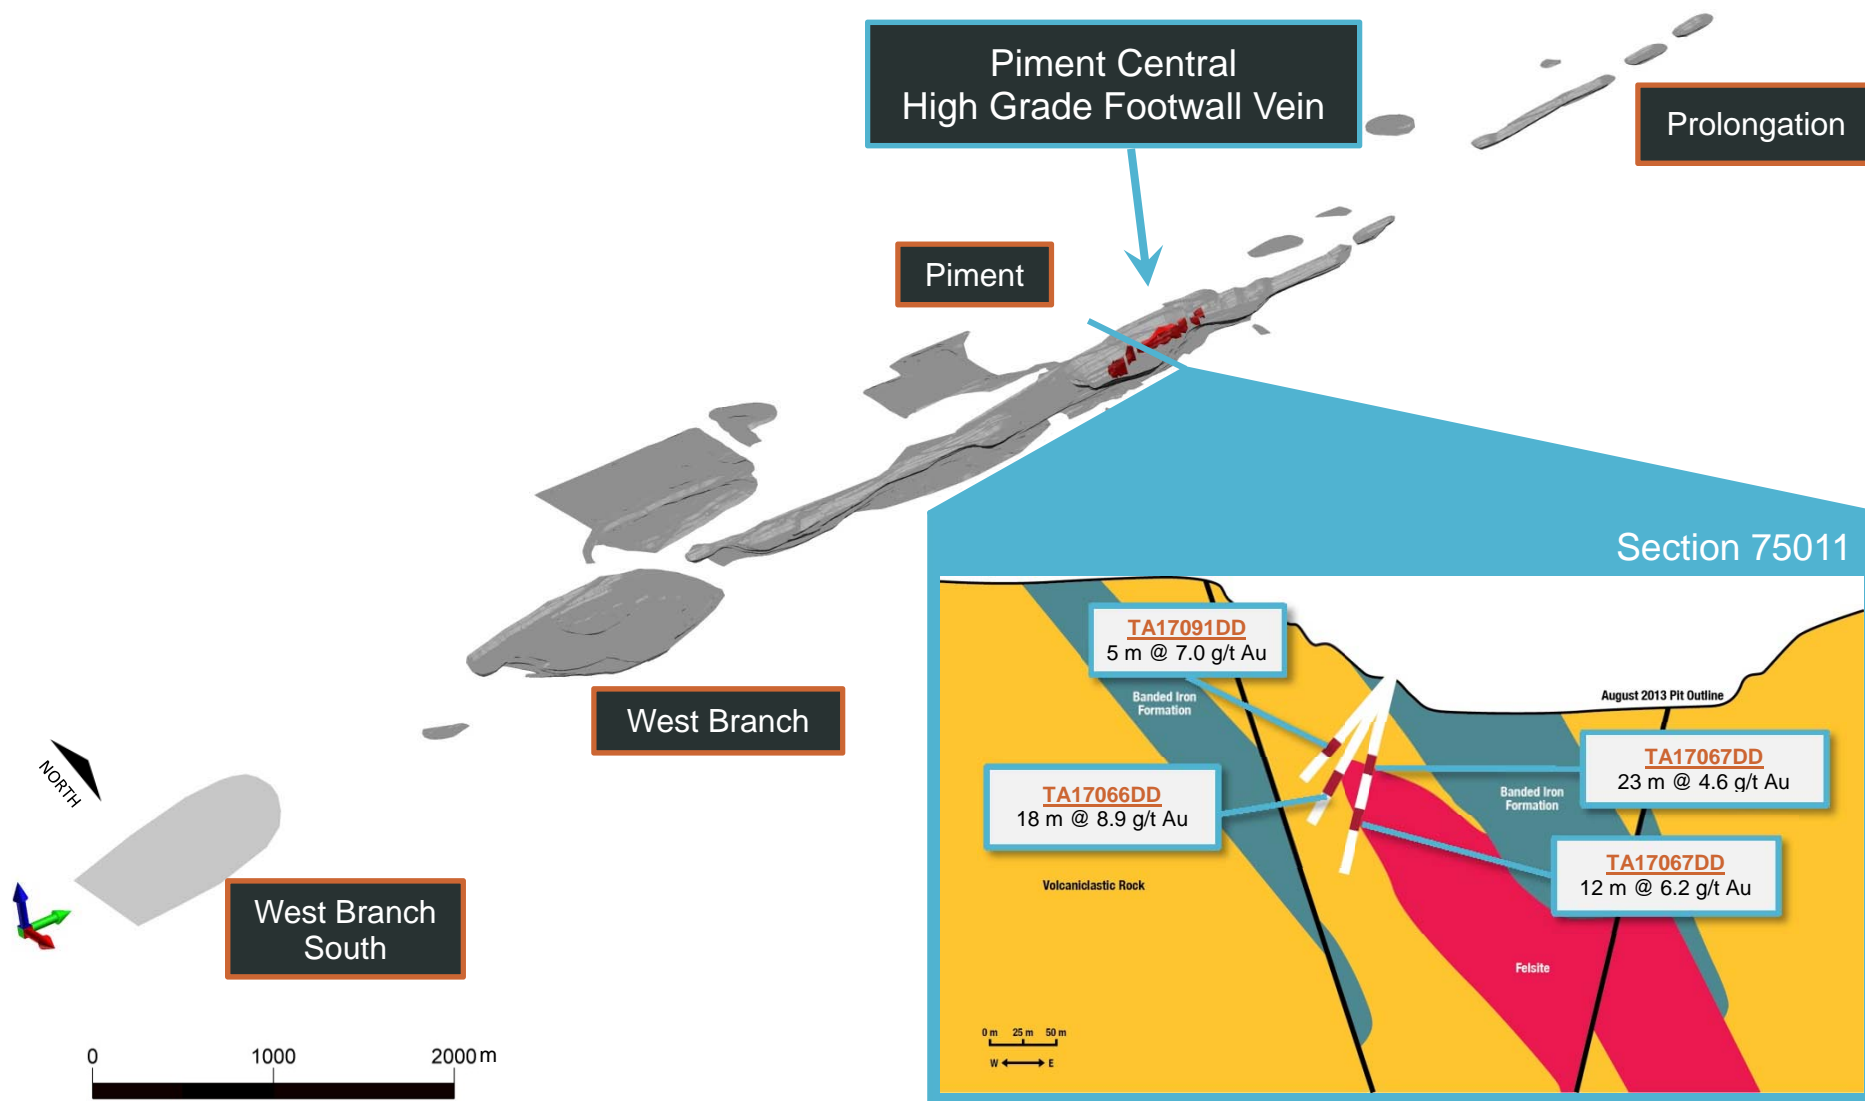 Piment Central
High Grade Footwall Vein
Prolongation
Piment
West Branch
NORTH
West Branch
South
0 1000 2000 m
Section 75011
TA17091DD
5 m @ 7.0 g/t Au
Banded Iron
Formation
August 2013 Pit Outline
TA17067DD
23 m @ 4.6 g/t Au
TA17066DD
18 m @ 8.9 g/t Au
Banded Iron
Formation
TA17067DD
12 m @ 6.2 g/t Au
Volcaniclastic Rock
Felsite
0 m 25 m 50 m
W E